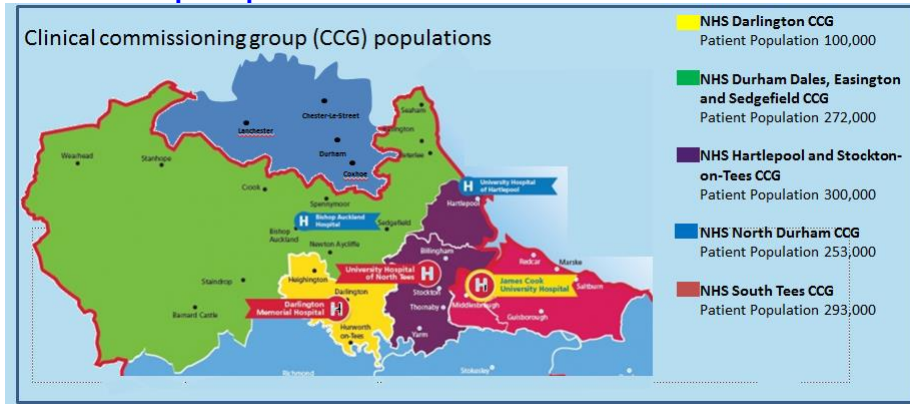 Clinical commissioning group (CCG) populations
NHS Darlington CCG
Patient Population 100,000
NHS Durham Dales, Easington
and Sedgefield CCG
Patient Population 272,000
NHS Hartlepool and Stockton-
on-Tees CCG
Patient Population 300,000
NHS North Durham CCG
Patient Population 253,000
NHS South Tees CCG
Patient Population 293,000
Chester-Le-Street
Lanchester
Durham
Coxhoe
Seaham
Peterlee
Wearhead
Stanhope
Crook
Spennymoor
H University Hospital
of Hartlepool
Hartlepool
H Bishop Auckland
Hospital
Sedgefield
Bishop
Auckland
Newton Aycliffe
Billingham
Redcar
Marske
Saltburn
Staindrop
Heighington
University Hospital
of North Tees H
Stockton
H James Cook
University Hospital
Darlington
Middlesbrough
Barnard Castle
Darlington
Memorial Hospital H
Thornaby
Guisborough
Hurworth
on-Tees
Yarm
Richmond
Stokesley